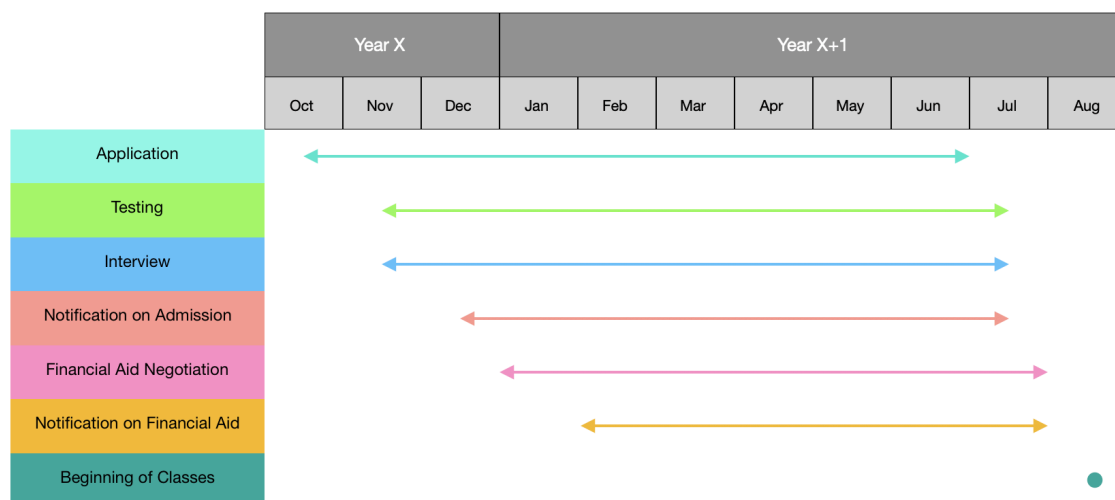 Year X
Year X+1
Oct
Nov
Dec
Jan
Feb
Mar
Apr
May
Jun
Jul
Aug
Application
Testing
Interview
Notification on Admission
Financial Aid Negotiation
Notification on Financial Aid
Beginning of Classes